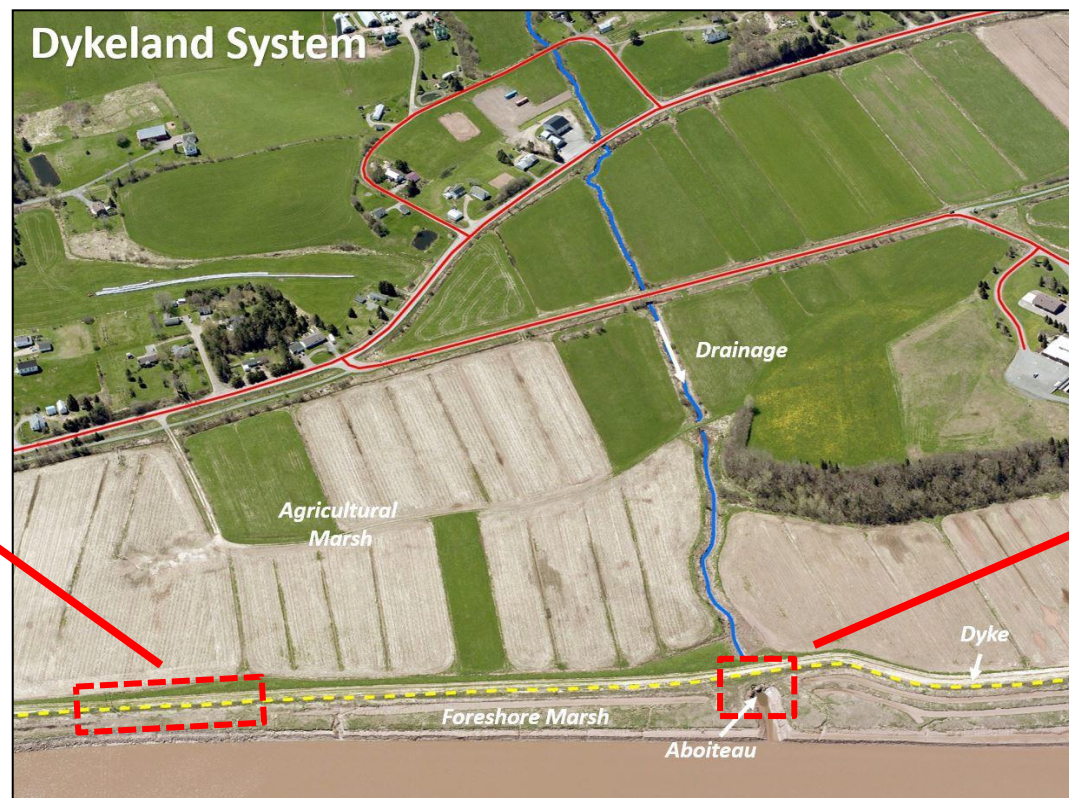 Dykeland System
Drainage
Agricultural
Marsh
Dyke
Foreshore Marsh
Aboiteau